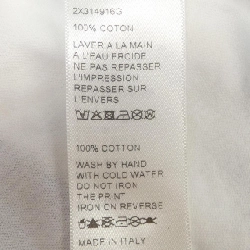 2X314916G
100% COTON
LAVER A LA MAIN
A L'EAU FROIDE
NE PAS REPASSER
L'IMPRESSION
REPASSER SUR
L'ENVERS
100% COTTON
WASH BY HAND
WITH COLD WATER
DO NOT IRON
THE PRINT
IRON ON REVERSE
MADE IN ITALY